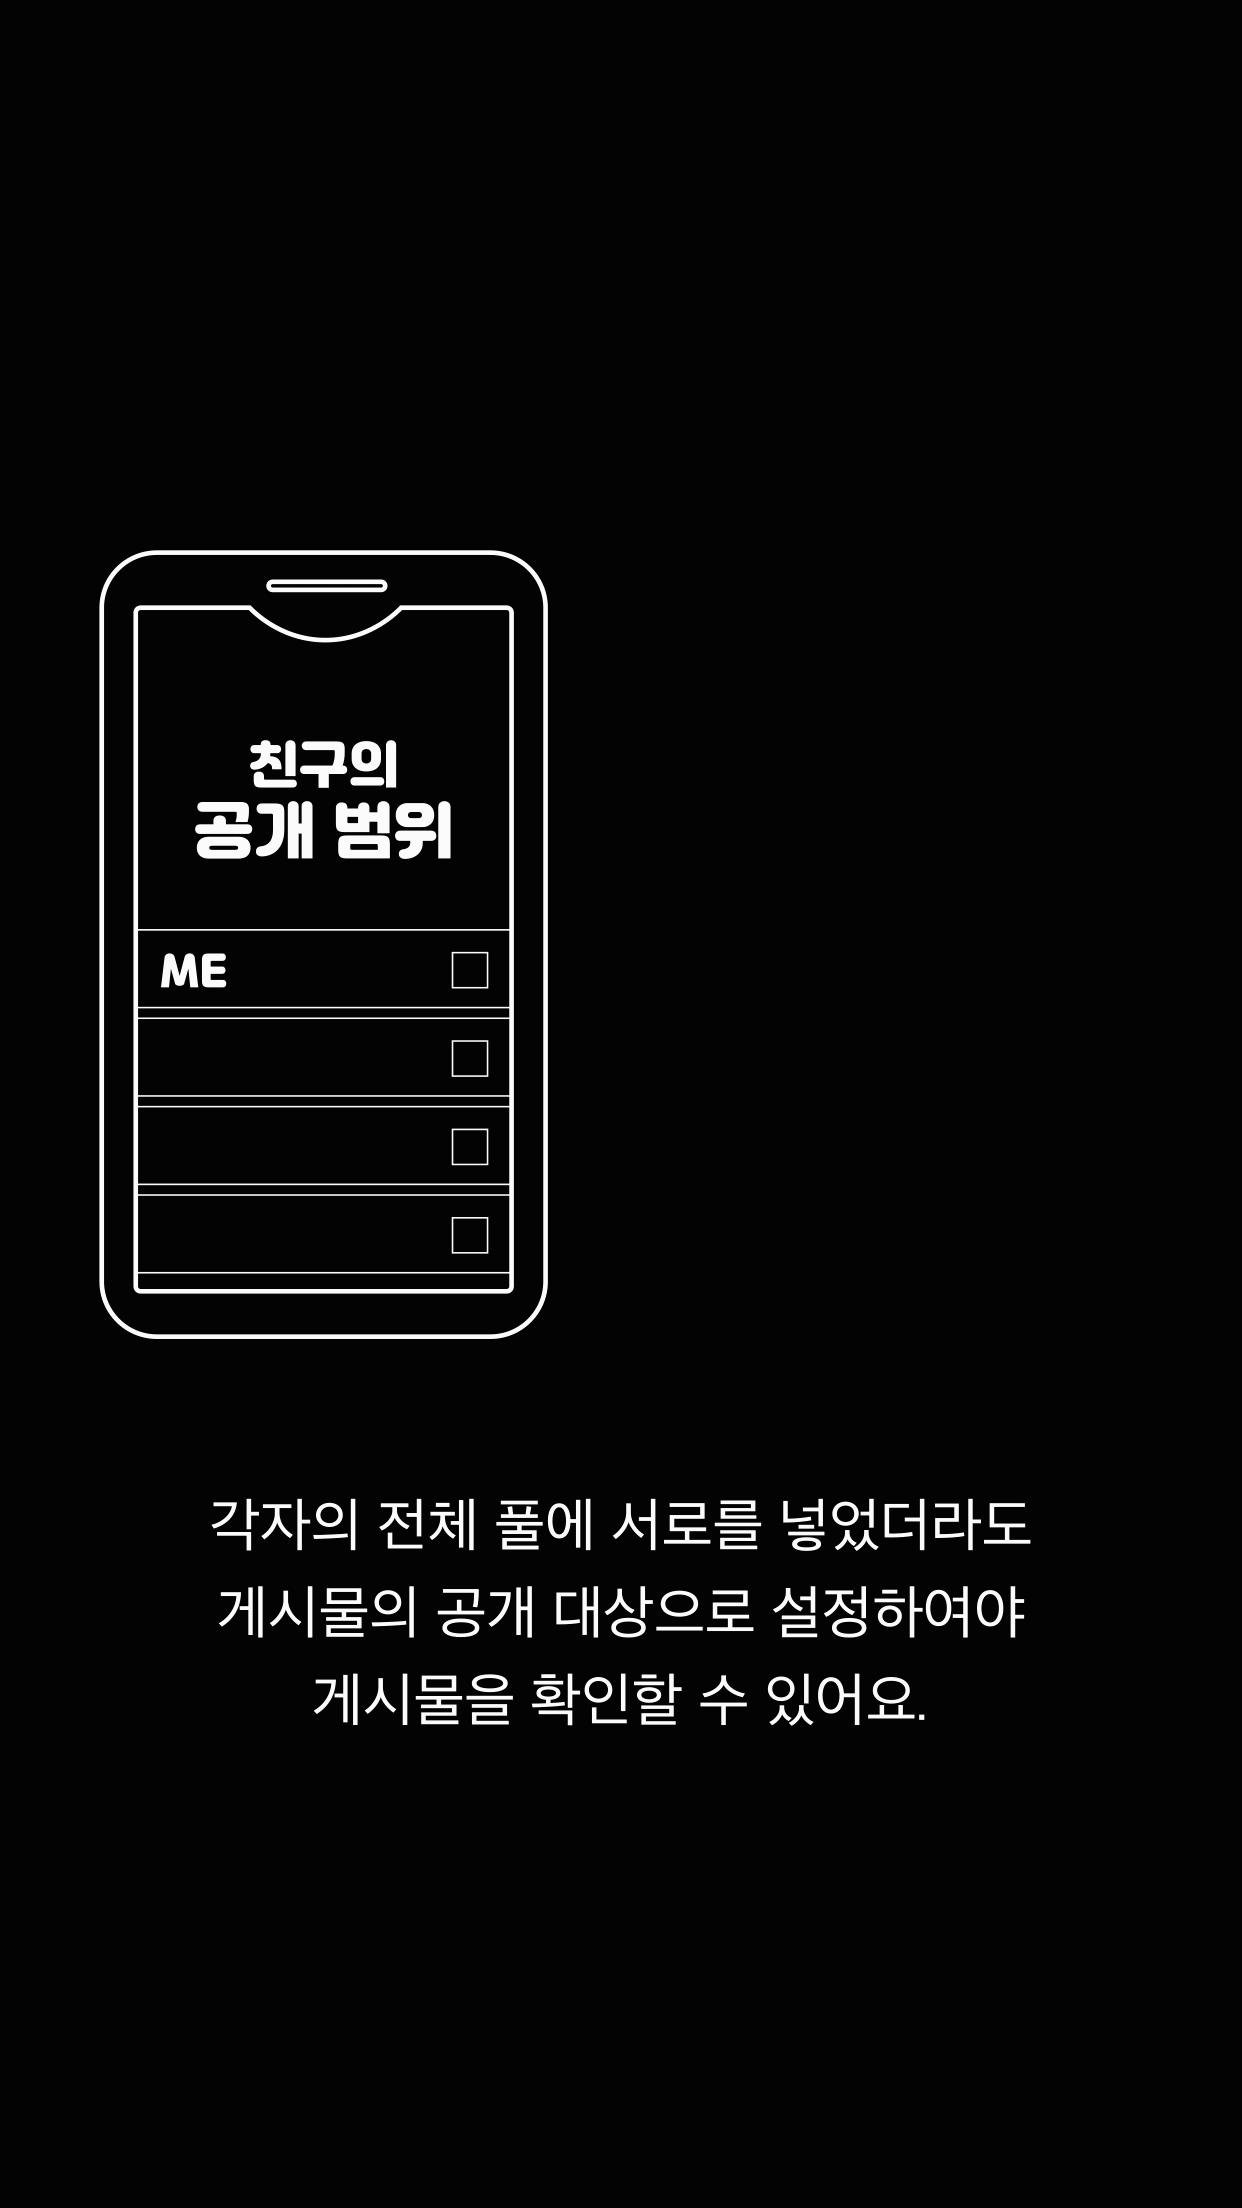 친구의
공개 범위
ME
각자의 전체 풀에 서로를 넣었더라도
게시물의 공개 대상으로 설정하여야
게시물을 확인할 수 있어요.